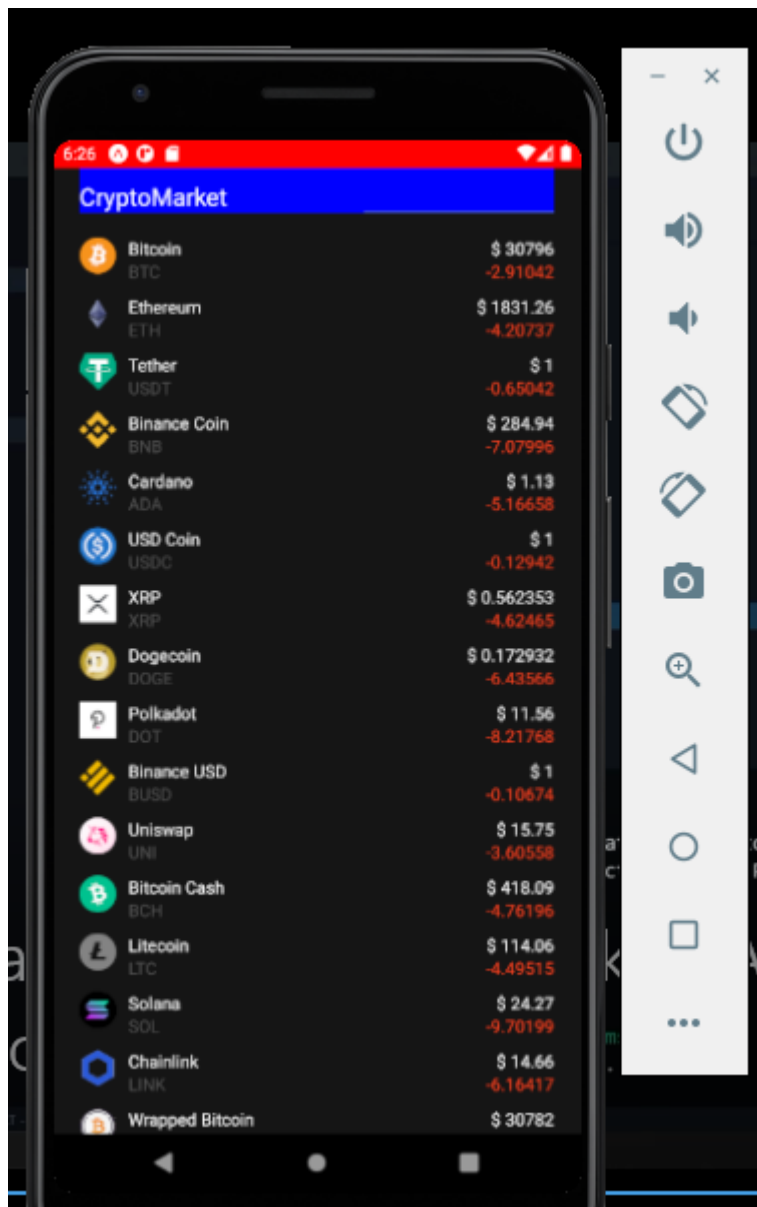 6:26
CryptoMarket
Bitcoin $ 30796
BTC -2.91042
Ethereum $ 1831.26
ETH -4.20737
Tether $ 1
USDT -0.65042
Binance Coin $ 284.94
BNB -7.07996
Cardano $ 1.13
ADA -5.16658
USD Coin $ 1
USDC -0.12942
XRP $ 0.562353
XRP -4.62465
Dogecoin $ 0.172932
DOGE -6.43566
Polkadot $ 11.56
DOT -8.21768
Binance USD $ 1
BUSD -0.10674
Uniswap $ 15.75
UNI -3.60558
Bitcoin Cash $ 418.09
BCH -4.76196
Litecoin $ 114.06
LTC -4.49515
Solana $ 24.27
SOL -9.70199
Chainlink $ 14.66
LINK -6.16417
Wrapped Bitcoin $ 30782